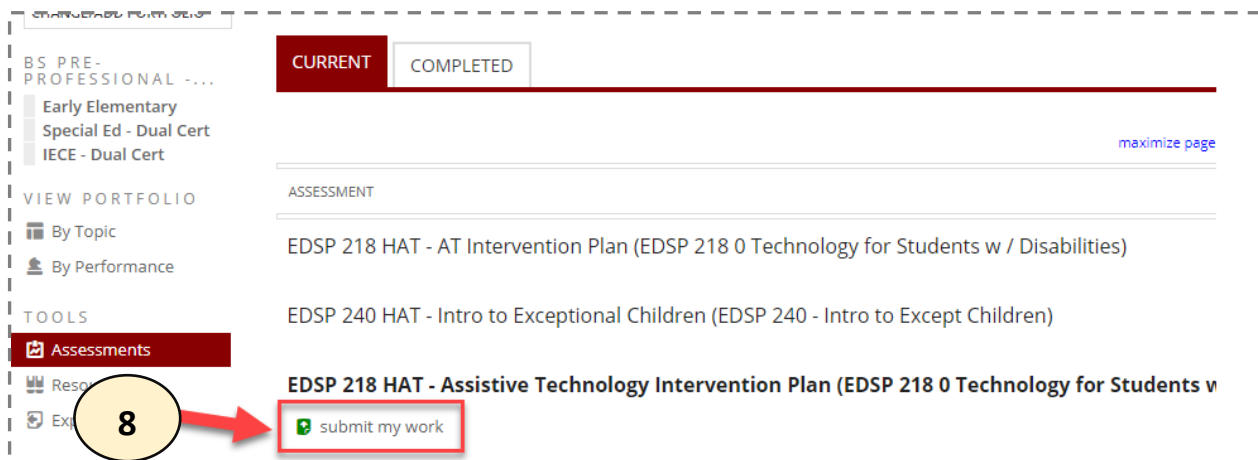 CHANGE/ADD PORTFOLIO
BS PRE-
PROFESSIONAL -...
Early Elementary
Special Ed - Dual Cert
IECE - Dual Cert
VIEW PORTFOLIO
By Topic
By Performance
TOOLS
Assessments
8
CURRENT
COMPLETED
maximize page
ASSESSMENT
EDSP 218 HAT - AT Intervention Plan (EDSP 218 0 Technology for Students w / Disabilities)
EDSP 240 HAT - Intro to Exceptional Children (EDSP 240 - Intro to Except Children)
EDSP 218 HAT - Assistive Technology Intervention Plan (EDSP 218 0 Technology for Students w
submit my work